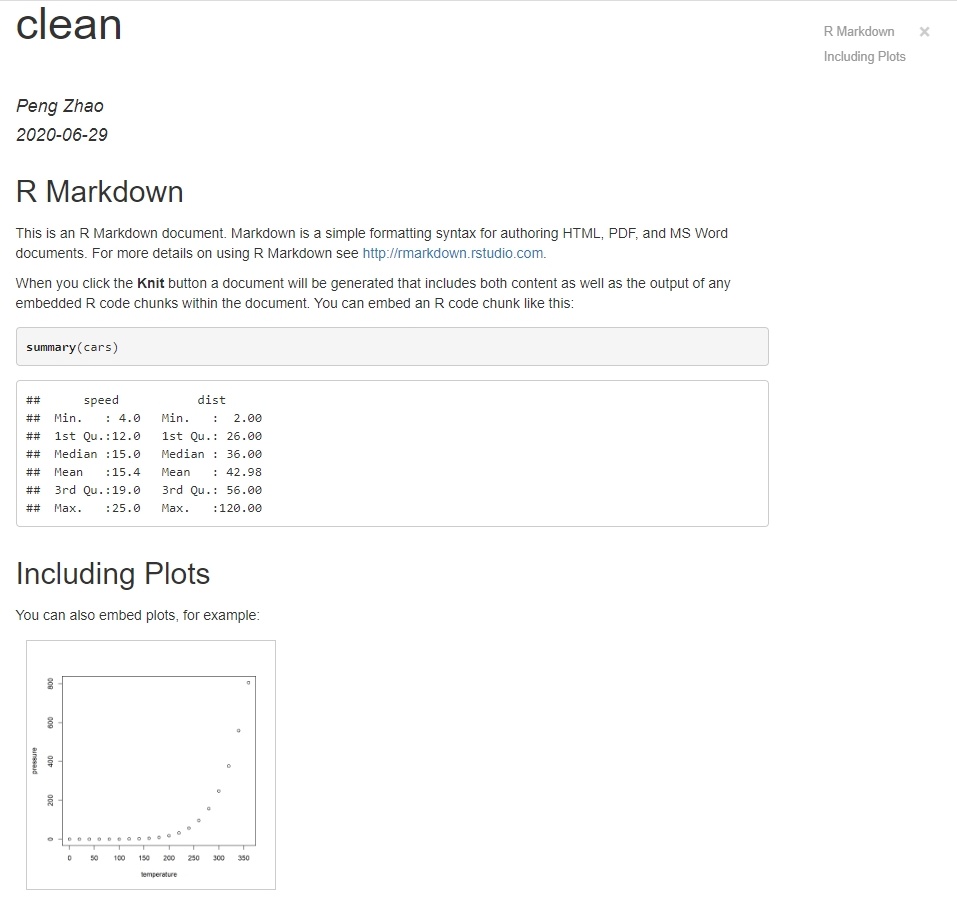 clean
R Markdown ×
Including Plots
Peng Zhao
2020-06-29
R Markdown
This is an R Markdown document. Markdown is a simple formatting syntax for authoring HTML, PDF, and MS Word
documents. For more details on using R Markdown see http://rmarkdown.rstudio.com.
When you click the Knit button a document will be generated that includes both content as well as the output of any
embedded R code chunks within the document. You can embed an R code chunk like this:
summary(cars)
##      speed           dist
##  Min.   : 4.0   Min.   :  2.00
##  1st Qu.:12.0   1st Qu.: 26.00
##  Median :15.0   Median : 36.00
##  Mean   :15.4   Mean   : 42.98
##  3rd Qu.:19.0   3rd Qu.: 56.00
##  Max.   :25.0   Max.   :120.00
Including Plots
You can also embed plots, for example:
800
600
400
200
0
pressure
0 50 100 150 200 250 300 350
temperature